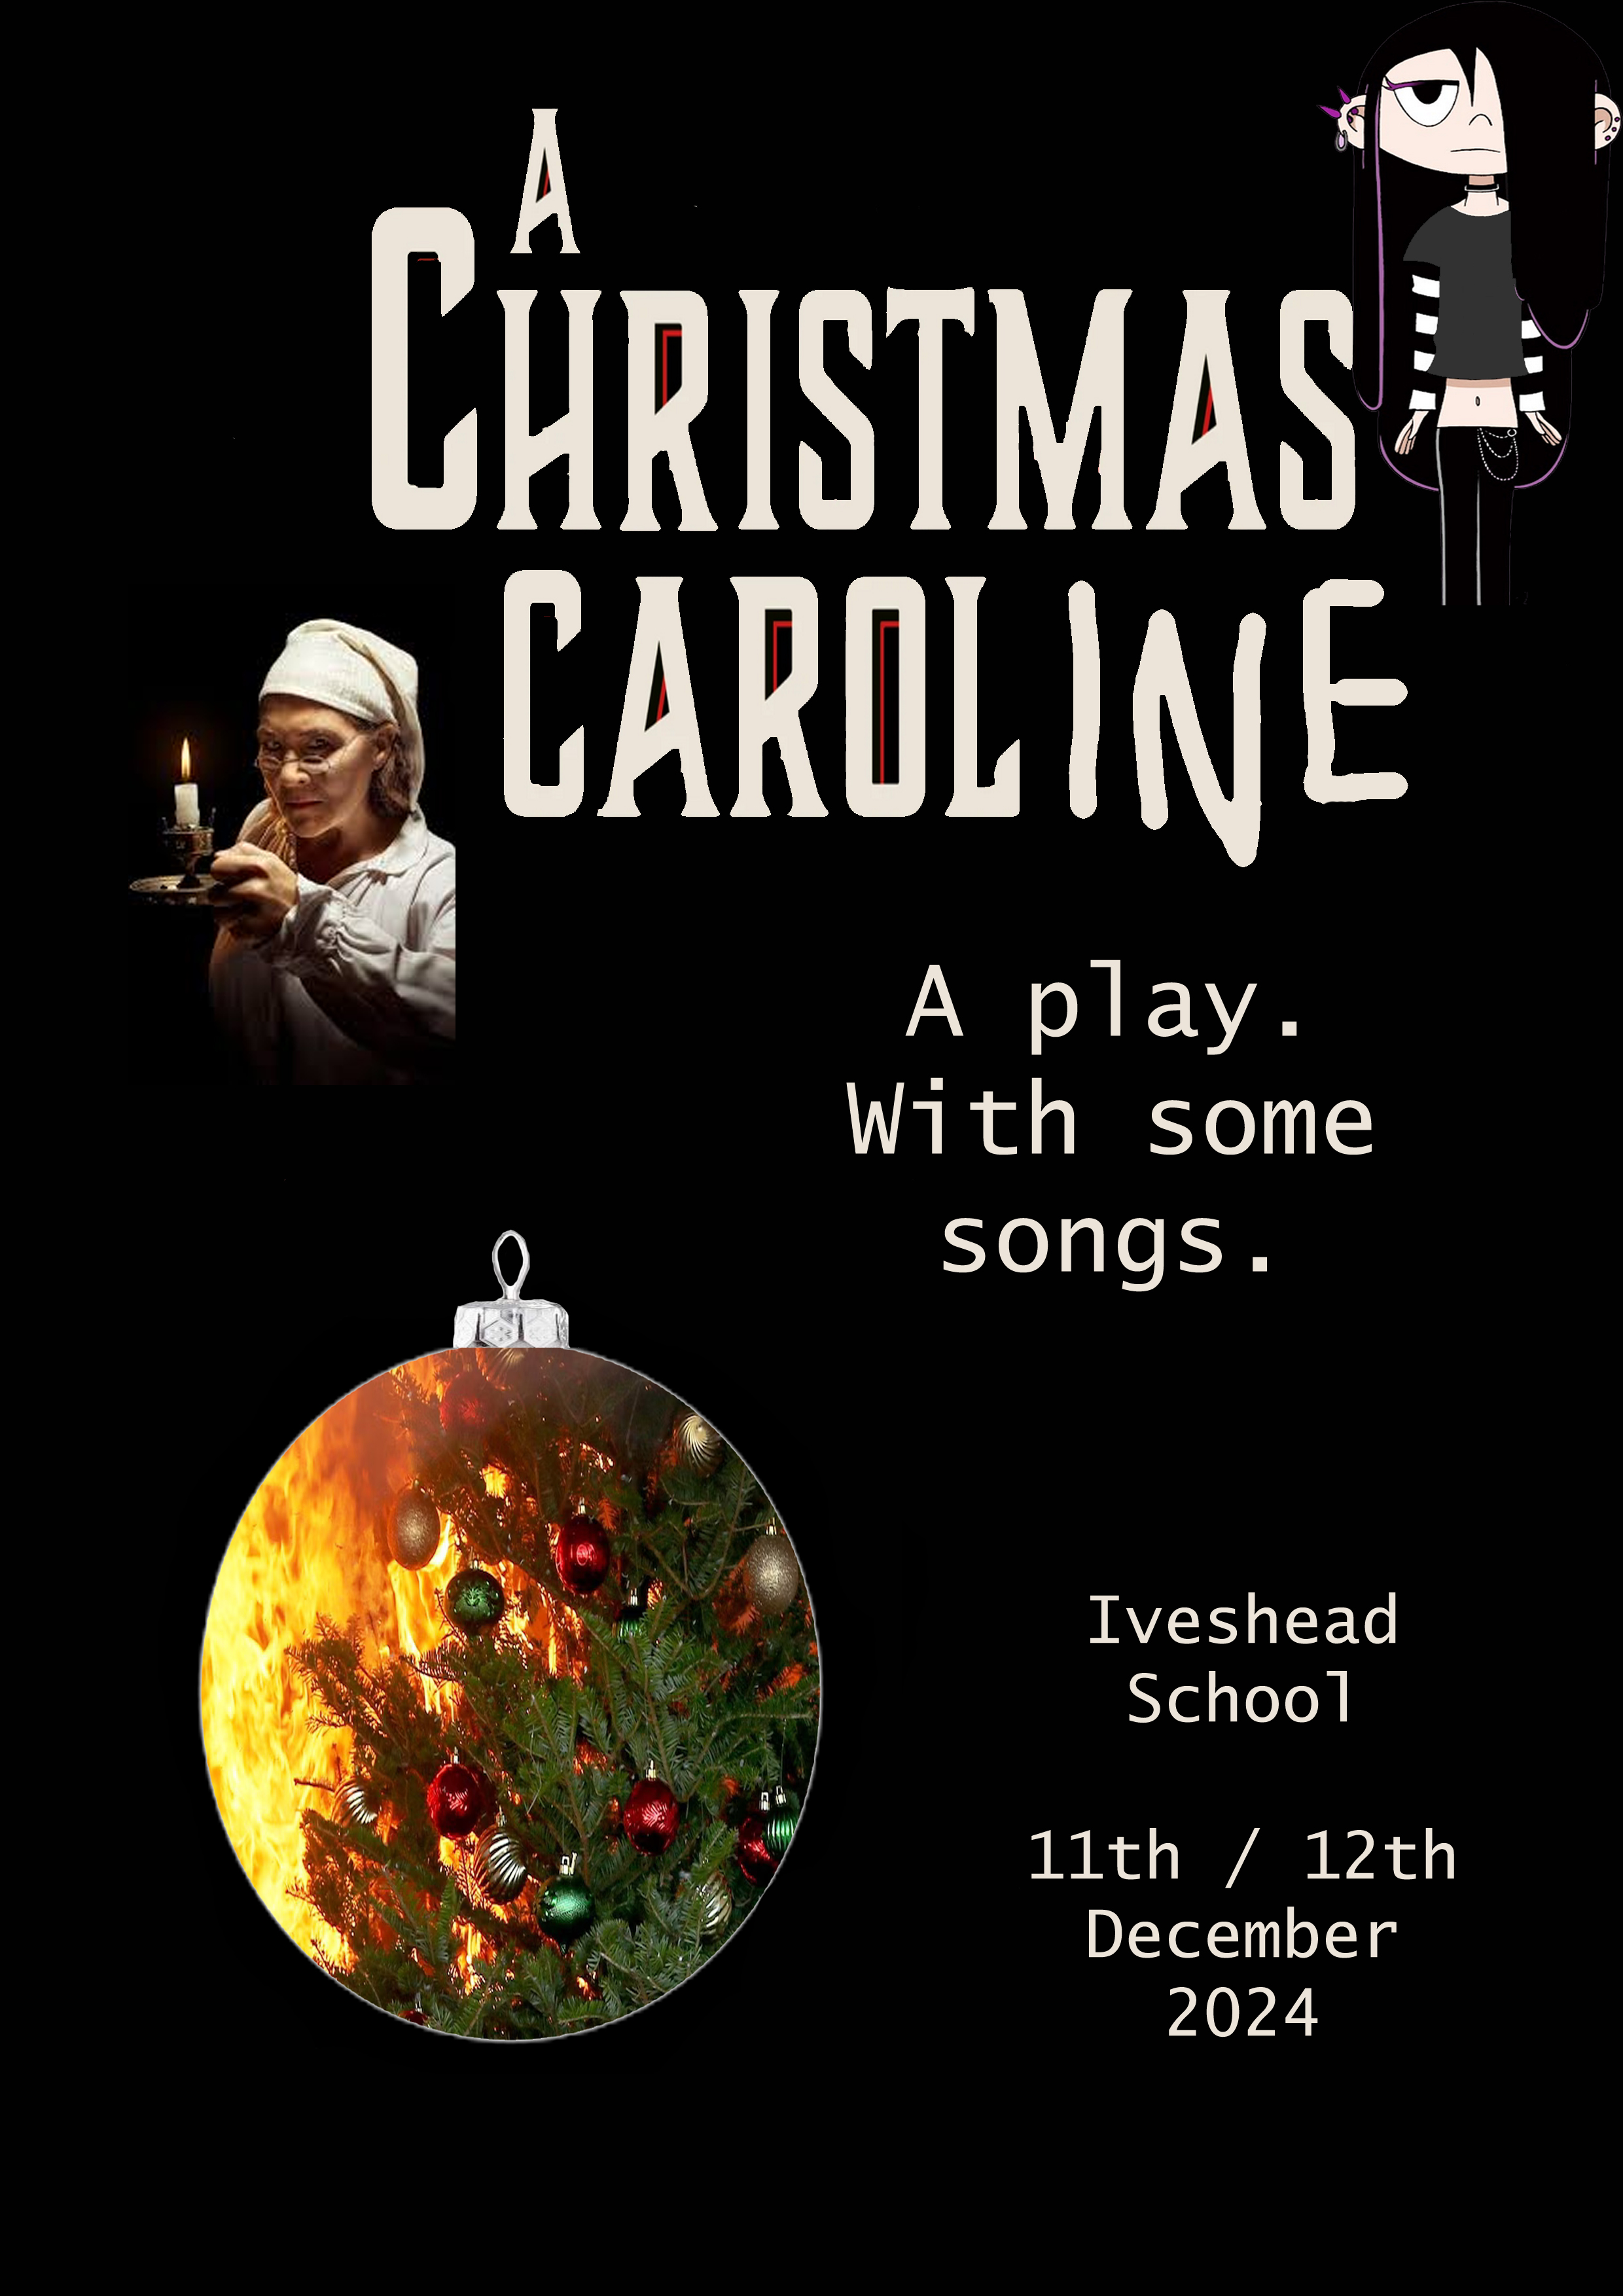 A
CHRISTMAS
CAROLINE
A play.
With some
songs.
Iveshead
School
11th / 12th
December
2024